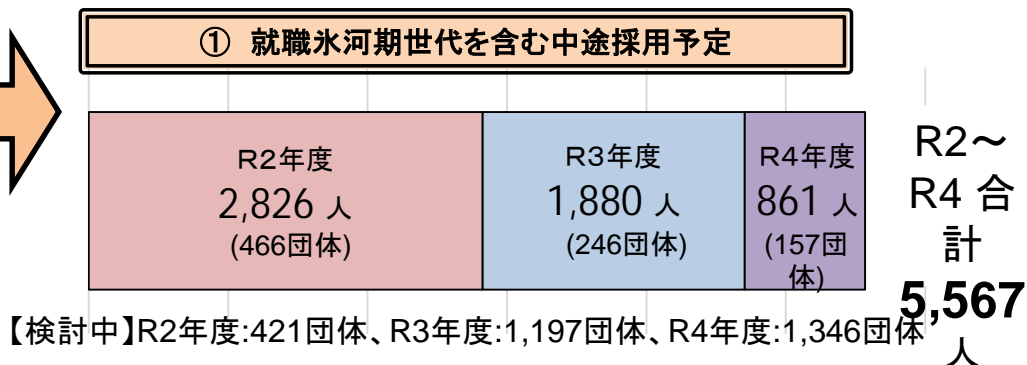 ① 就職氷河期世代を含む中途採用予定
R2年度
2,826 人
(466団体)
R3年度
1,880 人
(246団体)
R4年度
861 人
(157団
体)
R2～
R4 合
計
5,567
人
【検討中】R2年度:421団体、R3年度:1,197団体、R4年度:1,346団体